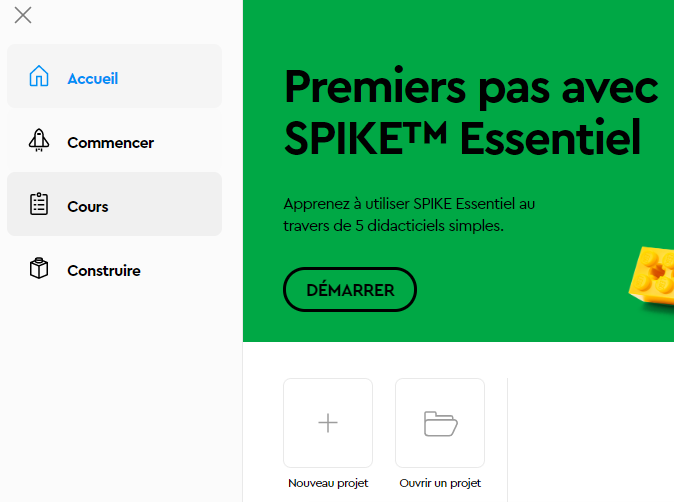 Accueil
Commencer
Cours
Construire
Premiers pas avec
SPIKE™ Essentiel
Apprenez à utiliser SPIKE Essentiel au
travers de 5 didacticiels simples.
DÉMARRER
Nouveau projet
Ouvrir un projet